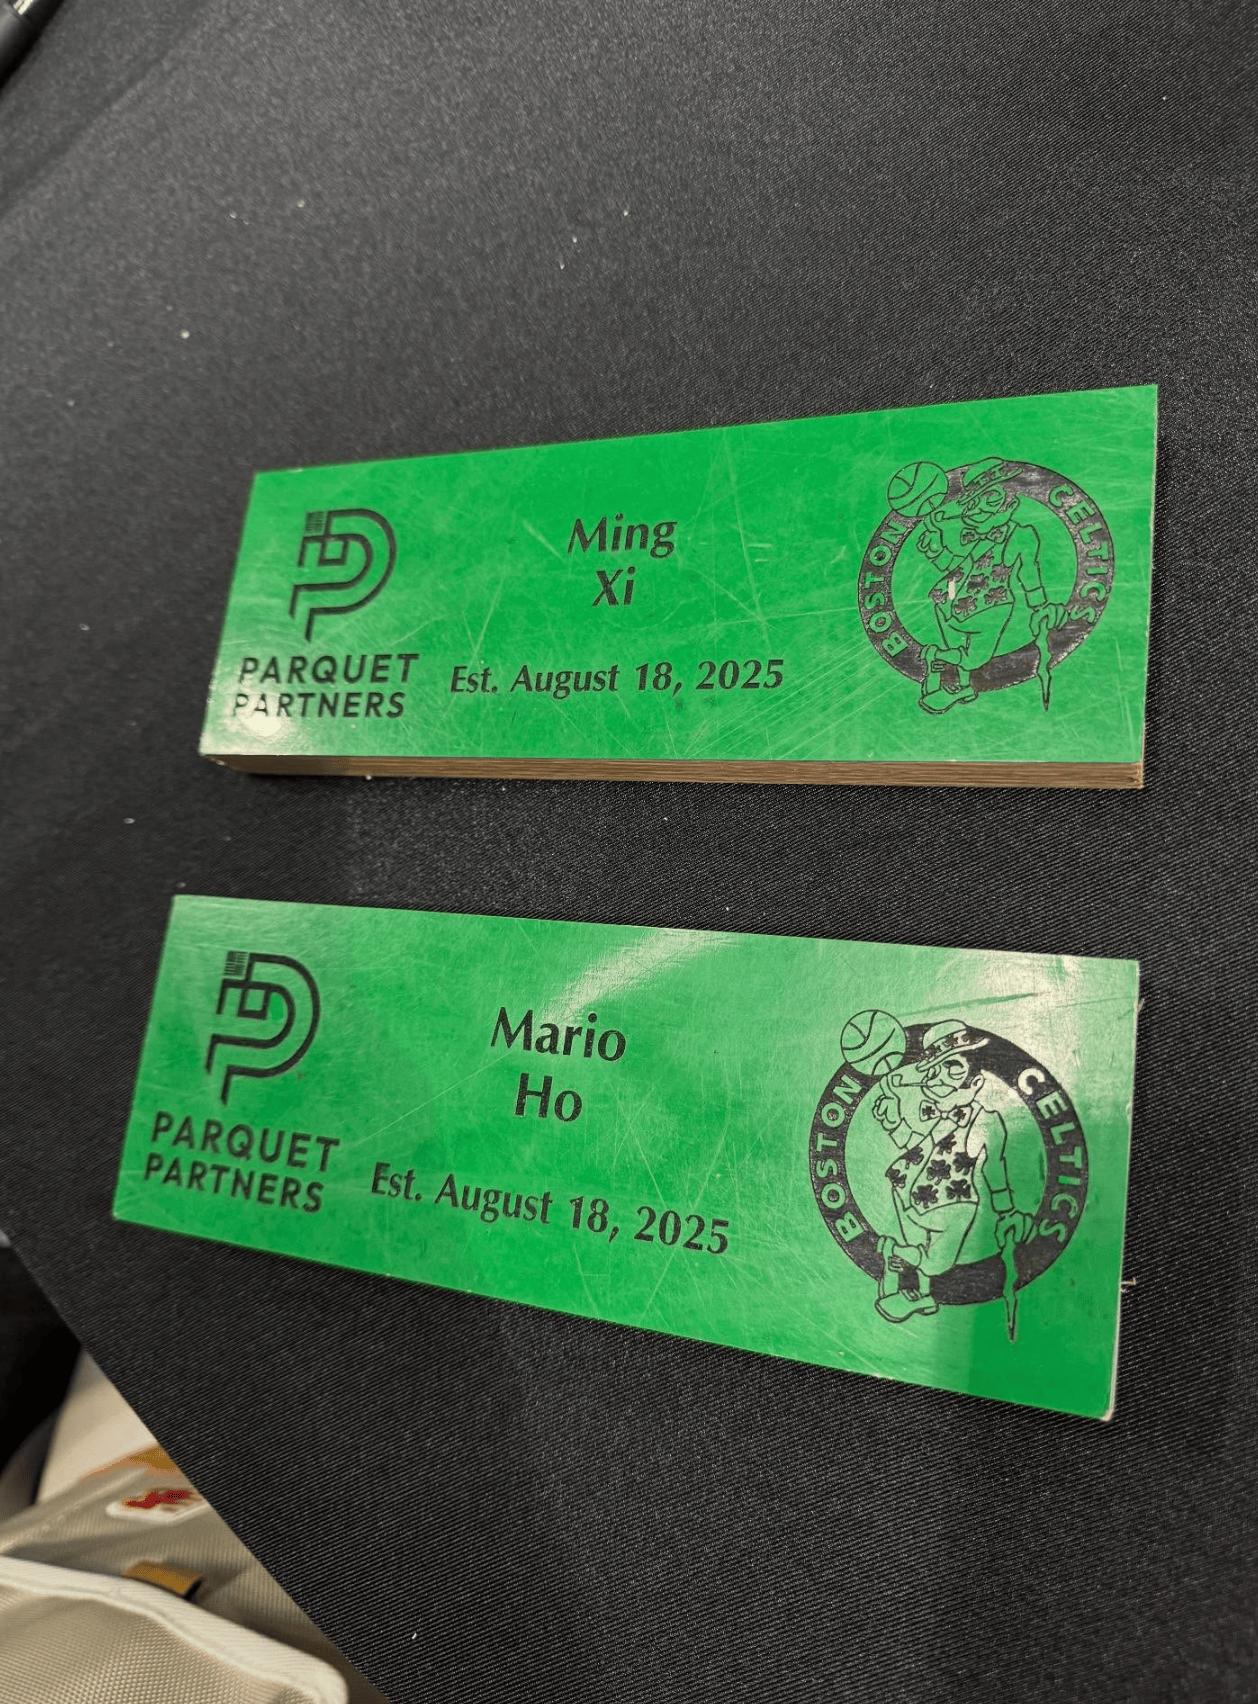 Ming
Xi
PARQUET
PARTNERS
Est. August 18, 2025
BOSTON CELTICS
Mario
Ho
PARQUET
PARTNERS
Est. August 18, 2025
BOSTON CELTICS